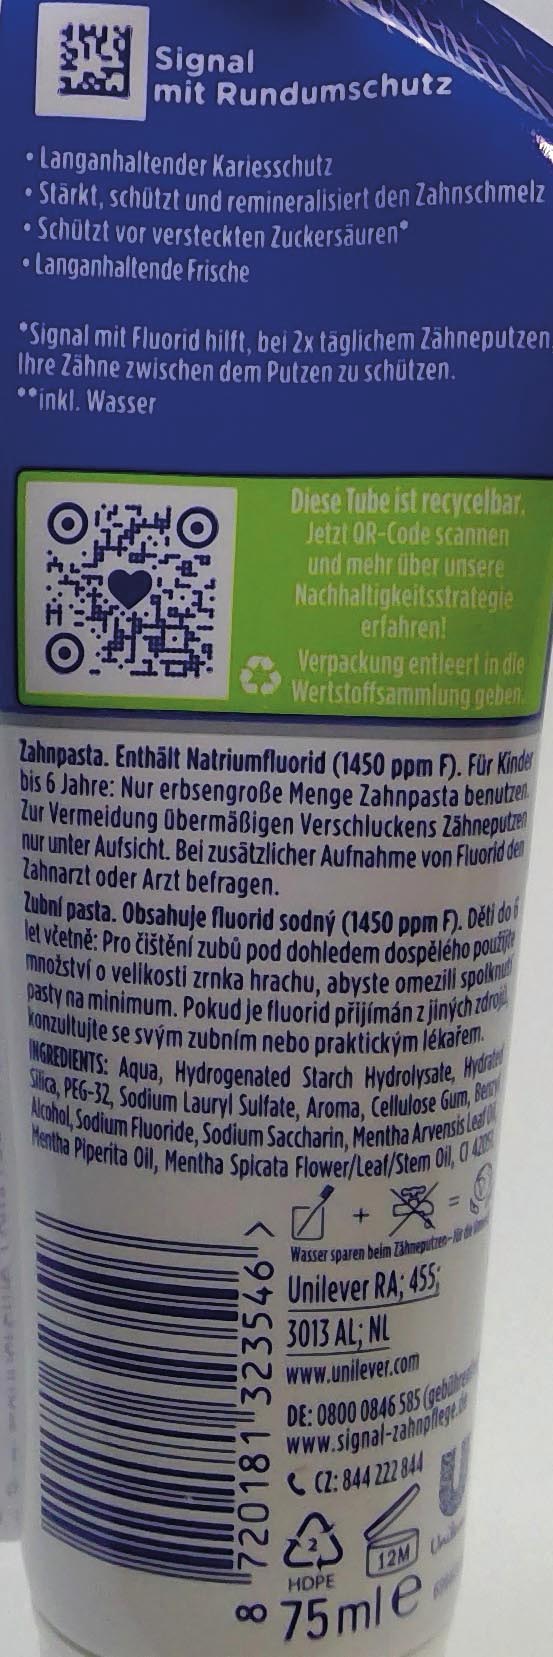 Signal
mit Rundumschutz
• Langanhaltender Kariesschutz
• Stärkt, schützt und remineralisiert den Zahnschmelz
• Schützt vor versteckten Zuckersäuren*
• Langanhaltende Frische
*Signal mit Fluorid hilft, bei 2x täglichem Zähneputzen
Ihre Zähne zwischen dem Putzen zu schützen.
**inkl. Wasser
Diese Tube ist recycelbar.
Jetzt QR-Code scannen
und mehr über unsere
Nachhaltigkeitsstrategie
erfahren!
Verpackung entleert in die
Wertstoffsammlung geben.
Zahnpasta. Enthält Natriumfluorid (1450 ppm F). Für Kinder
bis 6 Jahre: Nur erbsengroße Menge Zahnpasta benutzen.
Zur Vermeidung übermäßigen Verschluckens Zähneputzen
nur unter Aufsicht. Bei zusätzlicher Aufnahme von Fluorid den
Zahnarzt oder Arzt befragen.
Zubní pasta. Obsahuje fluorid sodný (1450 ppm F). Děti do 6
let včetně: Pro čištění zubů pod dohledem dospělého použijte
množství o velikosti zrnka hrachu, abyste omezili spolknutí
pasty na minimum. Pokud je fluorid přijímán z jiných zdrojů,
konzultujte se svým zubním nebo praktickým lékařem.
INGREDIENTS: Aqua, Hydrogenated Starch Hydrolysate, Hydrated
Silica, PEG-32, Sodium Lauryl Sulfate, Aroma, Cellulose Gum, Benzyl
Alcohol, Sodium Fluoride, Sodium Saccharin, Mentha Arvensis Leaf Oil,
Mentha Piperita Oil, Mentha Spicata Flower/Leaf/Stem Oil, CI 42051
+ =
Wasser sparen beim Zähneputzen-für die
Unilever RA; 455;
3013 AL; NL
www.unilever.com
DE: 0800 0846 585
www.signal-zahnpflege.de
CZ: 844 222 844
2
HDPE
12M
U
75ml e
8 720181 323546 >